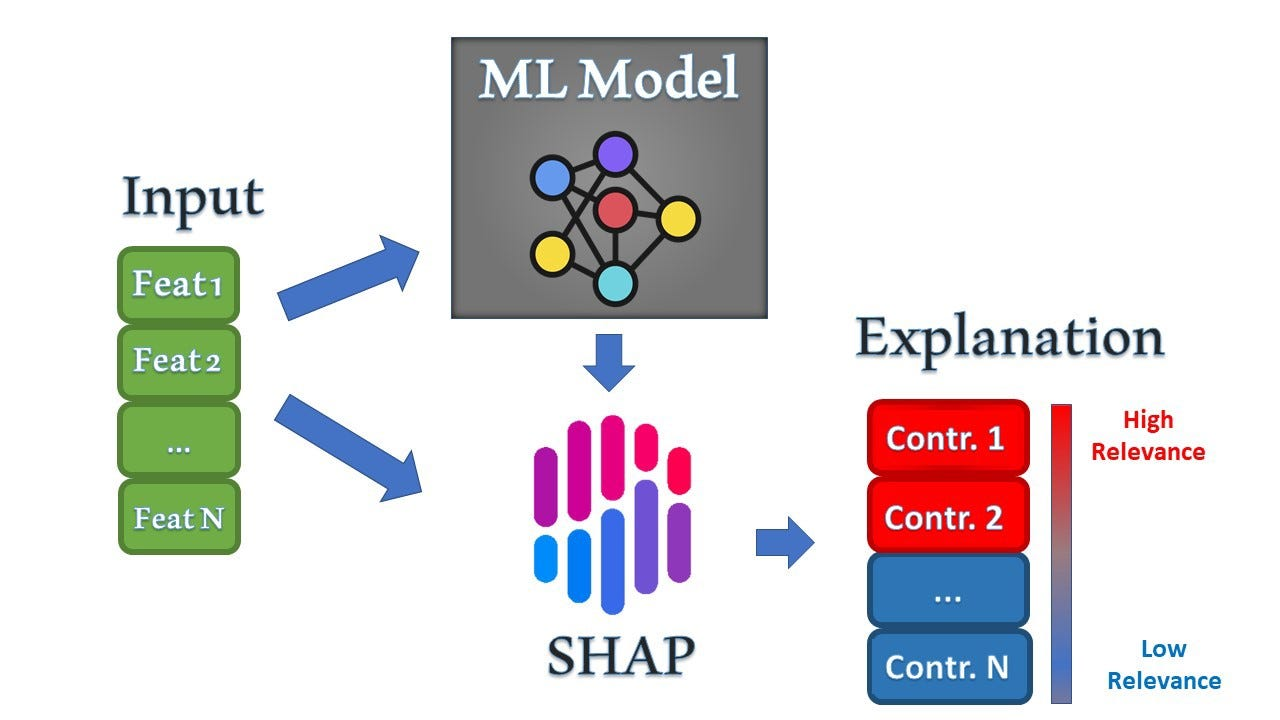 ML Model
Input
Feat 1
Feat 2
...
Feat N
SHAP
Explanation
Contr. 1
Contr. 2
...
Contr. N
High
Relevance
Low
Relevance